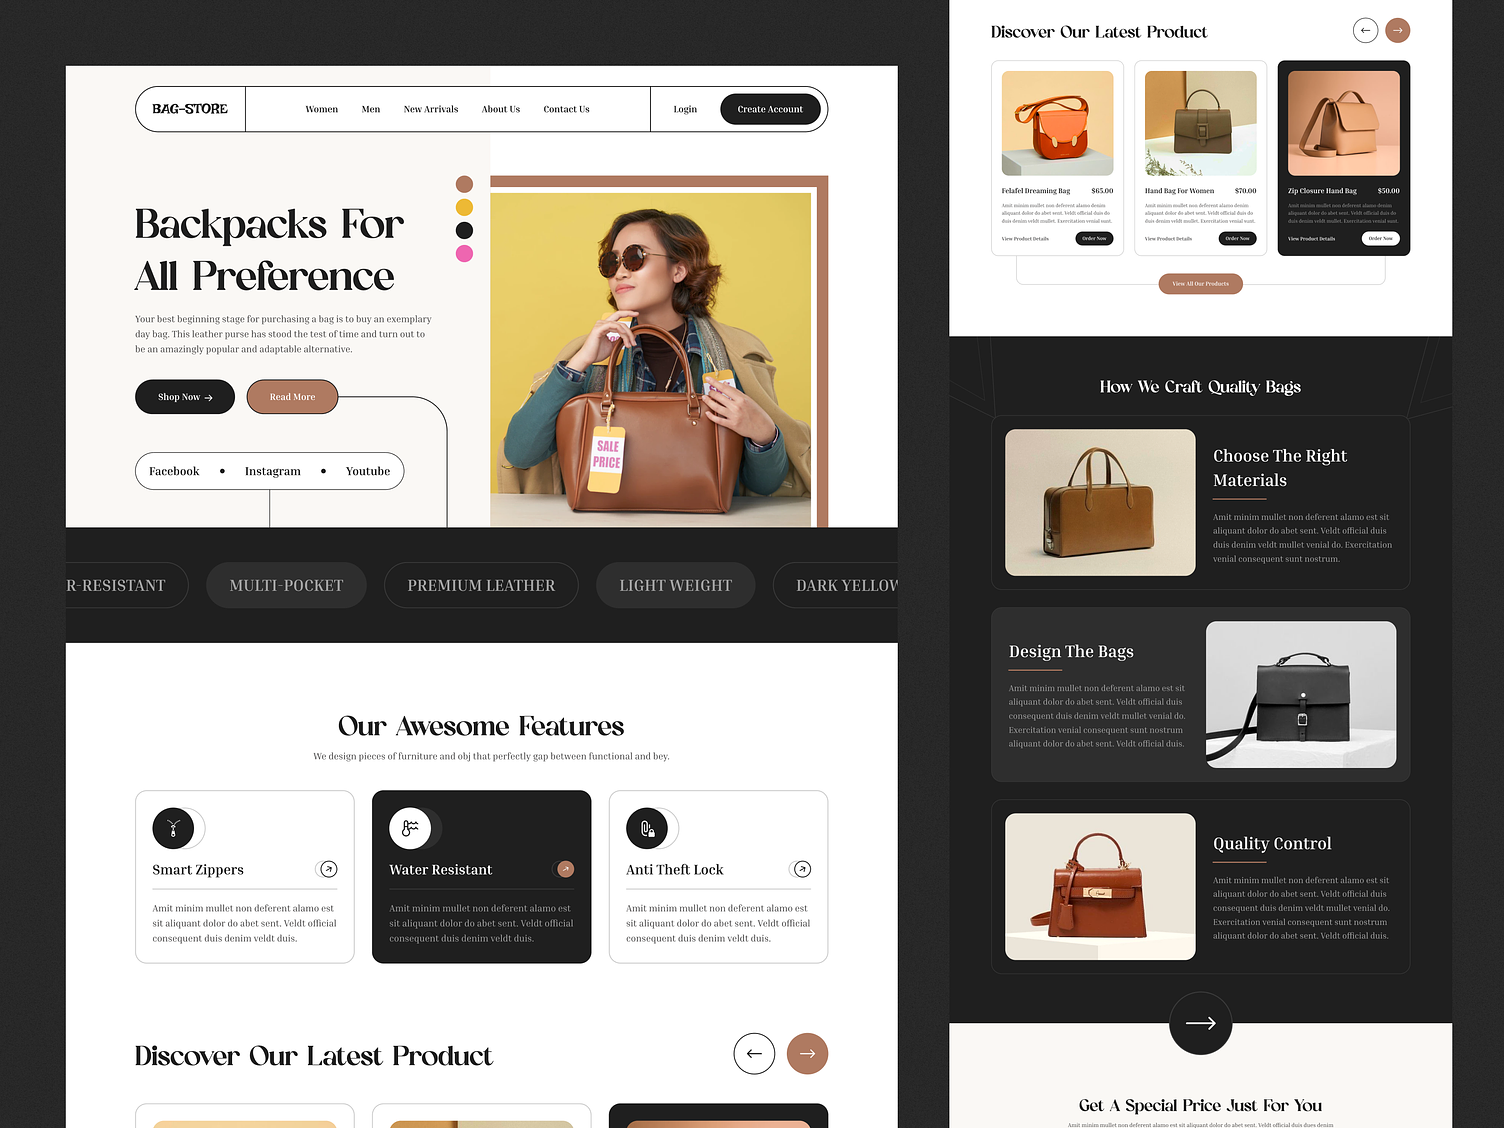 BAG-STORE
Women
Men
New Arrivals
About Us
Contact Us
Login
Create Account
Backpacks For
All Preference
Your best beginning stage for purchasing a bag is to buy an exemplary
day bag. This leather purse has stood the test of time and turn out to
be an amazingly popular and adaptable alternative.
Shop Now →
Read More
Facebook • Instagram • Youtube
SALE
PRICE
R-RESISTANT
MULTI-POCKET
PREMIUM LEATHER
LIGHT WEIGHT
DARK YELLOW
Our Awesome Features
We design pieces of furniture and obj that perfectly gap between functional and bey.
Smart Zippers
Amit minim mullet non deferent alamo est
sit aliquant dolor do abet sent. Veldt official
consequent duis denim veldt duis.
Water Resistant
Amit minim mullet non deferent alamo est
sit aliquant dolor do abet sent. Veldt official
consequent duis denim veldt duis.
Anti Theft Lock
Amit minim mullet non deferent alamo est
sit aliquant dolor do abet sent. Veldt official
consequent duis denim veldt duis.
Discover Our Latest Product
Discover Our Latest Product
Felafel Dreaming Bag $65.00
Amit minim mullet non deferent alamo denim
aliquant dolor do abet sent. Veldt official duis do
duis denim veldt mullet. Exercitation venial sunt.
View Product Details
Order Now
Hand Bag For Women $70.00
Amit minim mullet non deferent alamo denim
aliquant dolor do abet sent. Veldt official duis do
duis denim veldt mullet. Exercitation venial sunt.
View Product Details
Order Now
Zip Closure Hand Bag $50.00
Amit minim mullet non deferent alamo denim
aliquant dolor do abet sent. Veldt official duis do
duis denim veldt mullet. Exercitation venial sunt.
View Product Details
Order Now
View All Our Products
How We Craft Quality Bags
Choose The Right
Materials
Amit minim mullet non deferent alamo est sit
aliquant dolor do abet sent. Veldt official duis
duis denim veldt mullet venial do. Exercitation
venial consequent sunt nostrum.
Design The Bags
Amit minim mullet non deferent alamo est sit
aliquant dolor do abet sent. Veldt official duis
consequent duis denim veldt mullet venial do.
Exercitation venial consequent sunt nostrum
aliquant dolor do abet sent. Veldt official duis.
Quality Control
Amit minim mullet non deferent alamo est sit
aliquant dolor do abet sent. Veldt official duis
consequent duis denim veldt mullet venial do.
Exercitation venial consequent sunt nostrum
aliquant dolor do abet sent. Veldt official duis.
Get A Special Price Just For You
Amit minim mullet non deferent alamo est sit aliquant dolor do abet sent. Veldt official duis dues denim